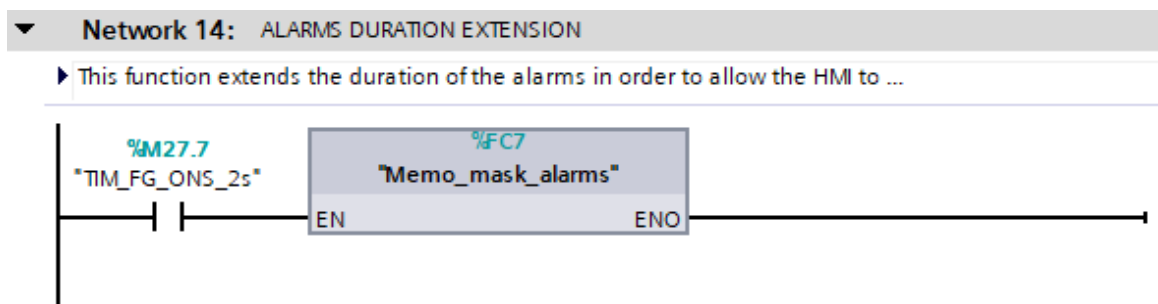 Network 14: ALARMS DURATION EXTENSION
This function extends the duration of the alarms in order to allow the HMI to ...
%M27.7
"TIM_FG_ONS_2s"
%FC7
"Memo_mask_alarms"
EN ENO